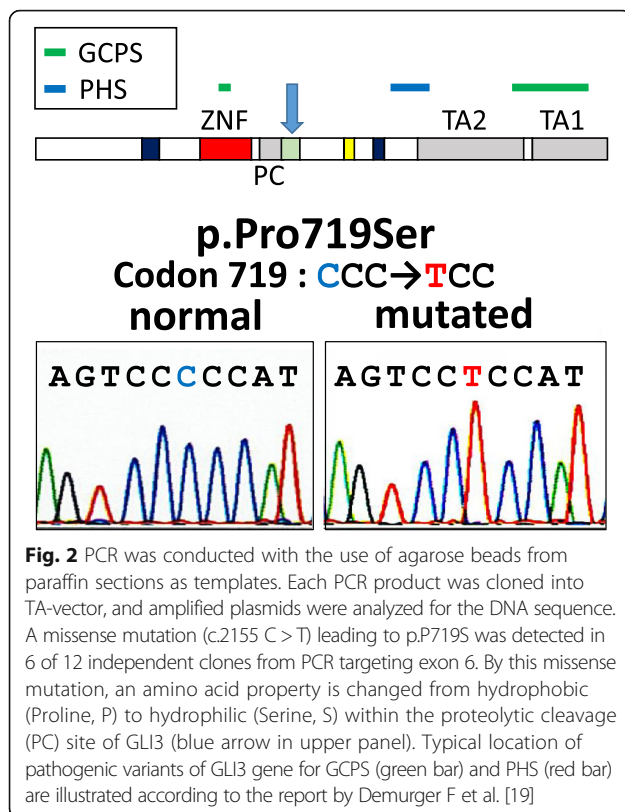 GCPS
PHS
ZNF
TA2
TA1
PC
p.Pro719Ser
Codon 719 : CCC→TCC
normal
mutated
AGTCCCCCAT
AGTCCTCCAT
Fig. 2 PCR was conducted with the use of agarose beads from
paraffin sections as templates. Each PCR product was cloned into
TA-vector, and amplified plasmids were analyzed for the DNA sequence.
A missense mutation (c.2155 C > T) leading to p.P719S was detected in
6 of 12 independent clones from PCR targeting exon 6. By this missense
mutation, an amino acid property is changed from hydrophobic
(Proline, P) to hydrophilic (Serine, S) within the proteolytic cleavage
(PC) site of GLI3 (blue arrow in upper panel). Typical location of
pathogenic variants of GLI3 gene for GCPS (green bar) and PHS (red bar)
are illustrated according to the report by Demurger F et al. [19]